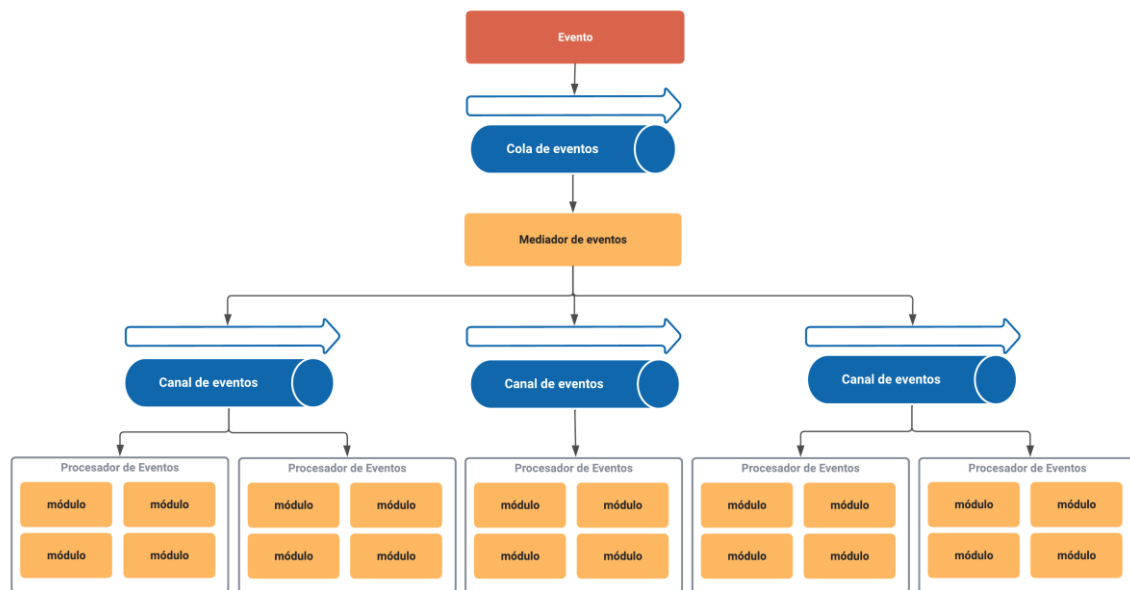 Evento
Cola de eventos
Mediador de eventos
Canal de eventos
Canal de eventos
Canal de eventos
Procesador de Eventos
módulo
módulo
módulo
módulo
Procesador de Eventos
módulo
módulo
módulo
módulo
Procesador de Eventos
módulo
módulo
módulo
módulo
Procesador de Eventos
módulo
módulo
módulo
módulo
Procesador de Eventos
módulo
módulo
módulo
módulo